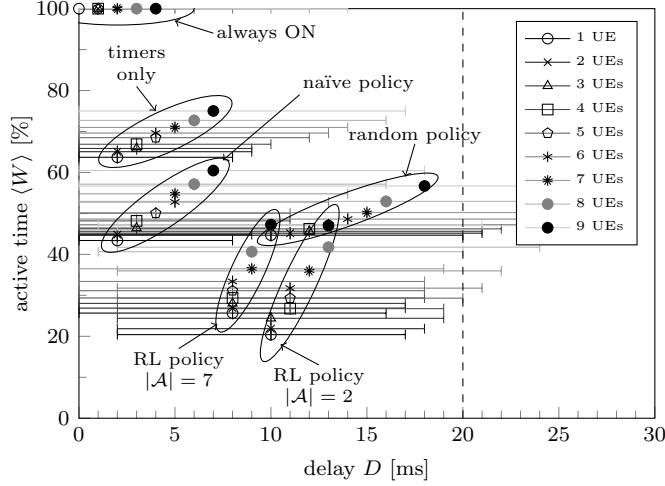 100
80
60
40
20
0
active time ⟨W⟩ [%]
always ON
timers
only
naïve policy
random policy
RL policy
|𝒜| = 7
RL policy
|𝒜| = 2
1 UE
2 UEs
3 UEs
4 UEs
5 UEs
6 UEs
7 UEs
8 UEs
9 UEs
0 5 10 15 20 25 30
delay D [ms]